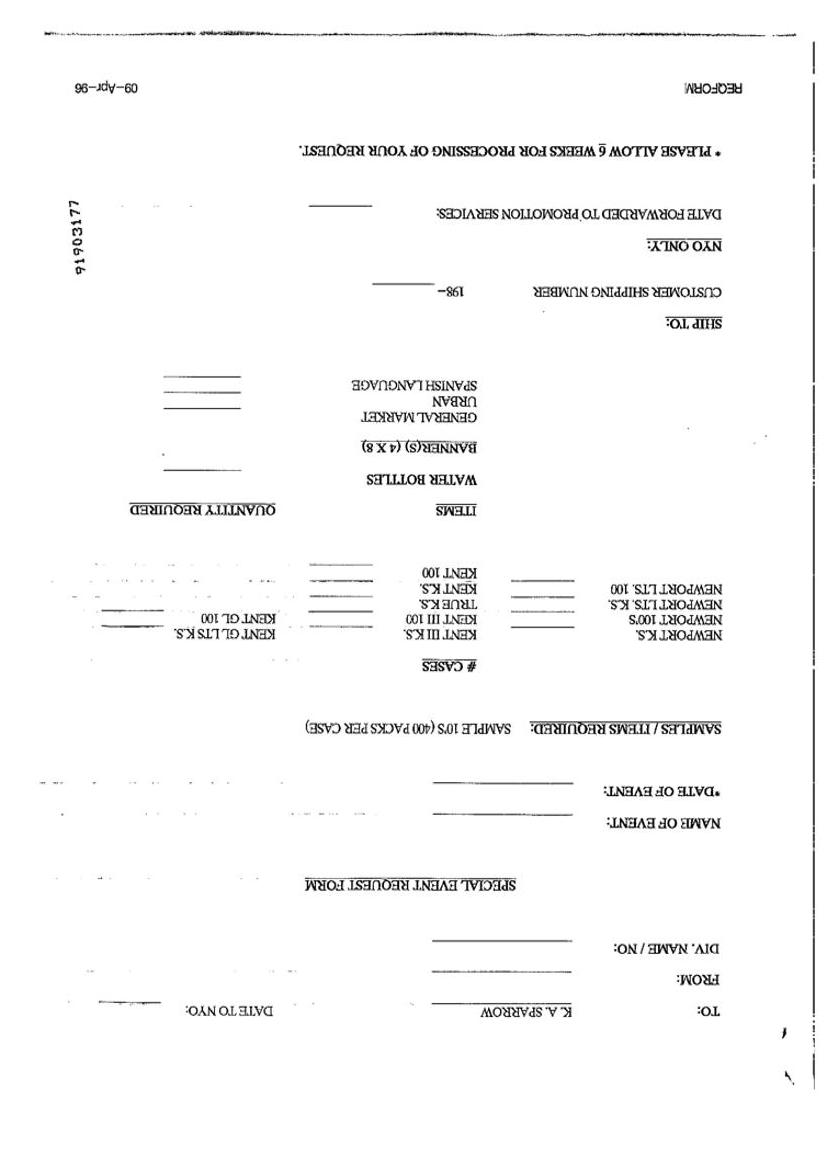 TO: K. A. SPARROW DATE TO NYO:
FROM:
DIV. NAME / NO:
SPECIAL EVENT REQUEST FORM
NAME OF EVENT:
*DATE OF EVENT:
SAMPLES / ITEMS REQUIRED: SAMPLE 10'S (400 PACKS PER CASE)
# CASES
NEWPORT K.S. KENT III K.S. KENT GL LTS K.S.
NEWPORT 100'S KENT III 100 KENT GL 100
NEWPORT LTS. K.S. TRUE K.S.
NEWPORT LTS. 100 KENT K.S.
KENT 100
ITEMS QUANTITY REQUIRED
WATER BOTTLES
BANNER(S) (4 X 8)
GENERAL MARKET
URBAN
SPANISH LANGUAGE
SHIP TO:
CUSTOMER SHIPPING NUMBER 198-
NYO ONLY:
DATE FORWARDED TO PROMOTION SERVICES:
91903177
* PLEASE ALLOW 6 WEEKS FOR PROCESSING OF YOUR REQUEST.
REQFORM 09-Apr-96